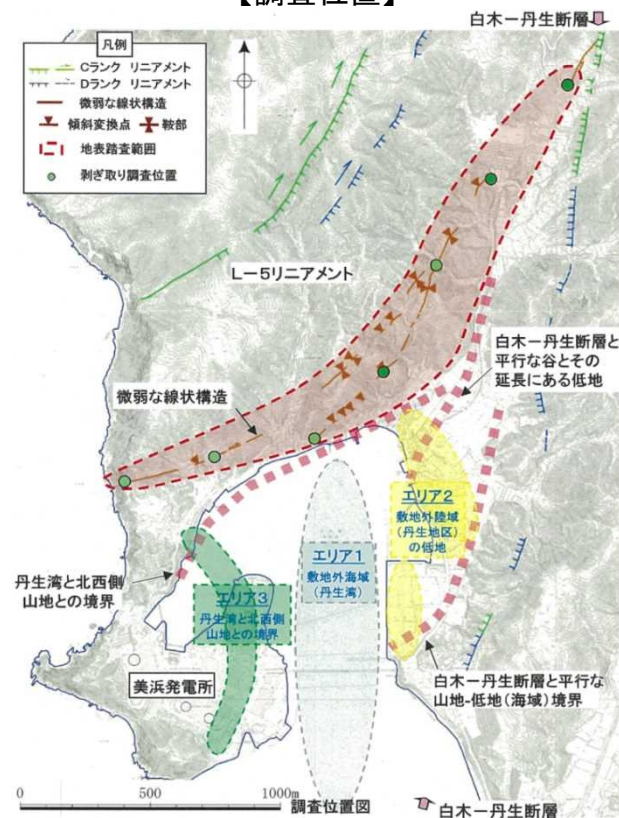 【調査位置】
白木－丹生断層
凡例
Cランク リニアメント
Dランク リニアメント
微弱な線状構造
傾斜変換点 鞍部
地表踏査範囲
剥ぎ取り調査位置
L－5リニアメント
白木－丹生断層と
平行な谷とその
延長にある低地
微弱な線状構造
エリア2
敷地外陸域
(丹生地区)
の低地
エリア1
敷地外海域
(丹生湾)
丹生湾と北西側
山地との境界
エリア3
丹生湾と北西側
山地との境界
美浜発電所
白木－丹生断層と平行な
山地-低地(海域)境界
0 500 1000m
調査位置図
白木－丹生断層